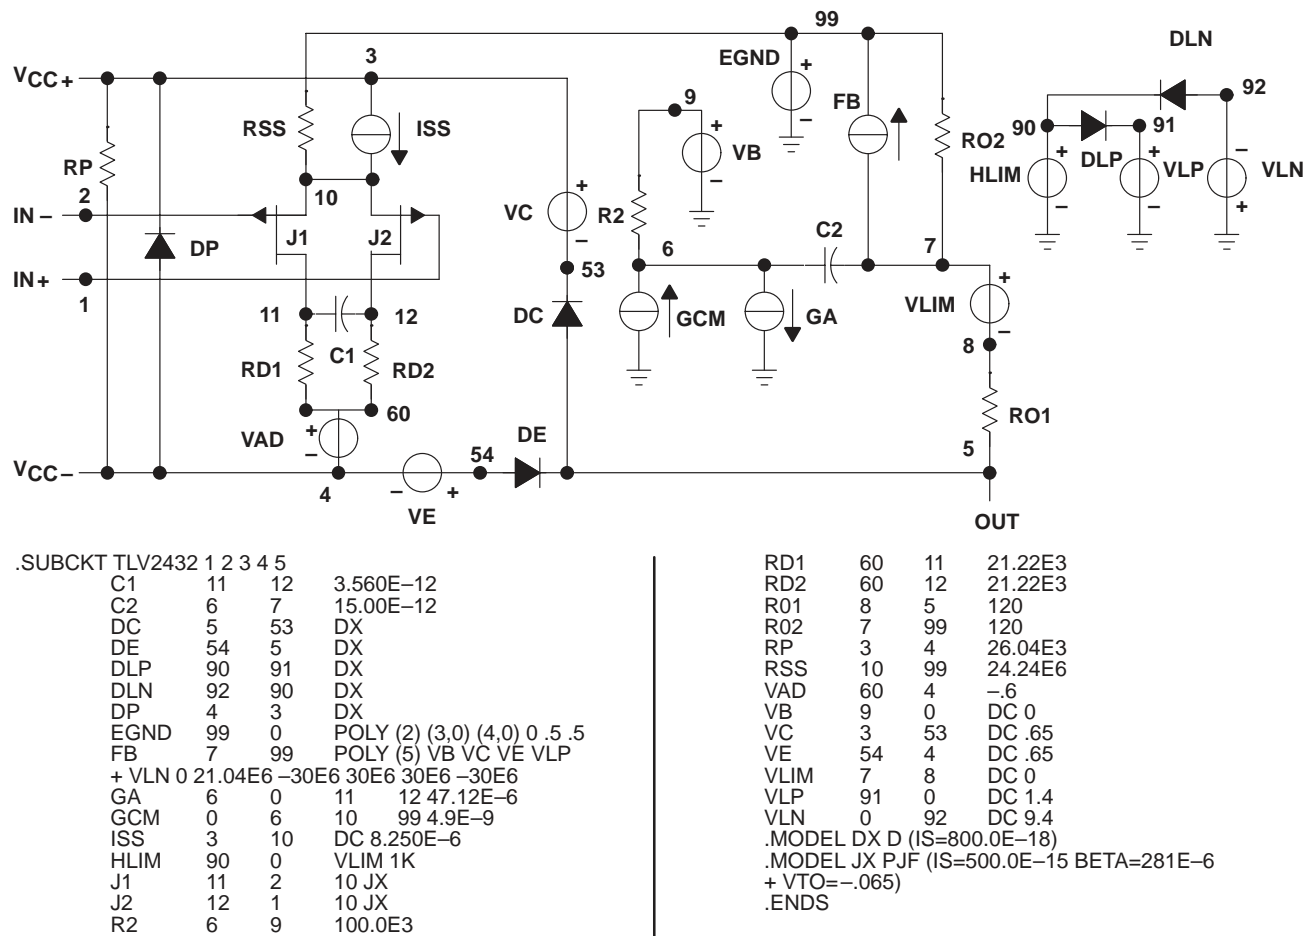 99
DLN
3
VCC+
EGND
+
–
FB
9
92
RSS
ISS
+
–
VB
RO2
90
91
DLP
+
–
HLIM
+
–
VLP
–
+
VLN
RP
10
2
IN–
J1
J2
DP
VC
+
–
R2
C2
6
7
IN+
1
53
GCM
GA
VLIM
+
–
11
12
C1
DC
8
RD1
RD2
RO1
60
VAD
+
–
DE
54
5
VCC–
4
–
+
VE
OUT
.SUBCKT TLV2432 1 2 3 4 5
C1 11 12 3.560E–12
C2 6 7 15.00E–12
DC 5 53 DX
DE 54 5 DX
DLP 90 91 DX
DLN 92 90 DX
DP 4 3 DX
EGND 99 0 POLY (2) (3,0) (4,0) 0 .5 .5
FB 7 99 POLY (5) VB VC VE VLP
+ VLN 0 21.04E6 –30E6 30E6 30E6 –30E6
GA 6 0 11 12 47.12E–6
GCM 0 6 10 99 4.9E–9
ISS 3 10 DC 8.250E–6
HLIM 90 0 VLIM 1K
J1 11 2 10 JX
J2 12 1 10 JX
R2 6 9 100.0E3
RD1 60 11 21.22E3
RD2 60 12 21.22E3
R01 8 5 120
R02 7 99 120
RP 3 4 26.04E3
RSS 10 99 24.24E6
VAD 60 4 –.6
VB 9 0 DC 0
VC 3 53 DC .65
VE 54 4 DC .65
VLIM 7 8 DC 0
VLP 91 0 DC 1.4
VLN 0 92 DC 9.4
.MODEL DX D (IS=800.0E–18)
.MODEL JX PJF (IS=500.0E–15 BETA=281E–6
+ VTO=–.065)
.ENDS